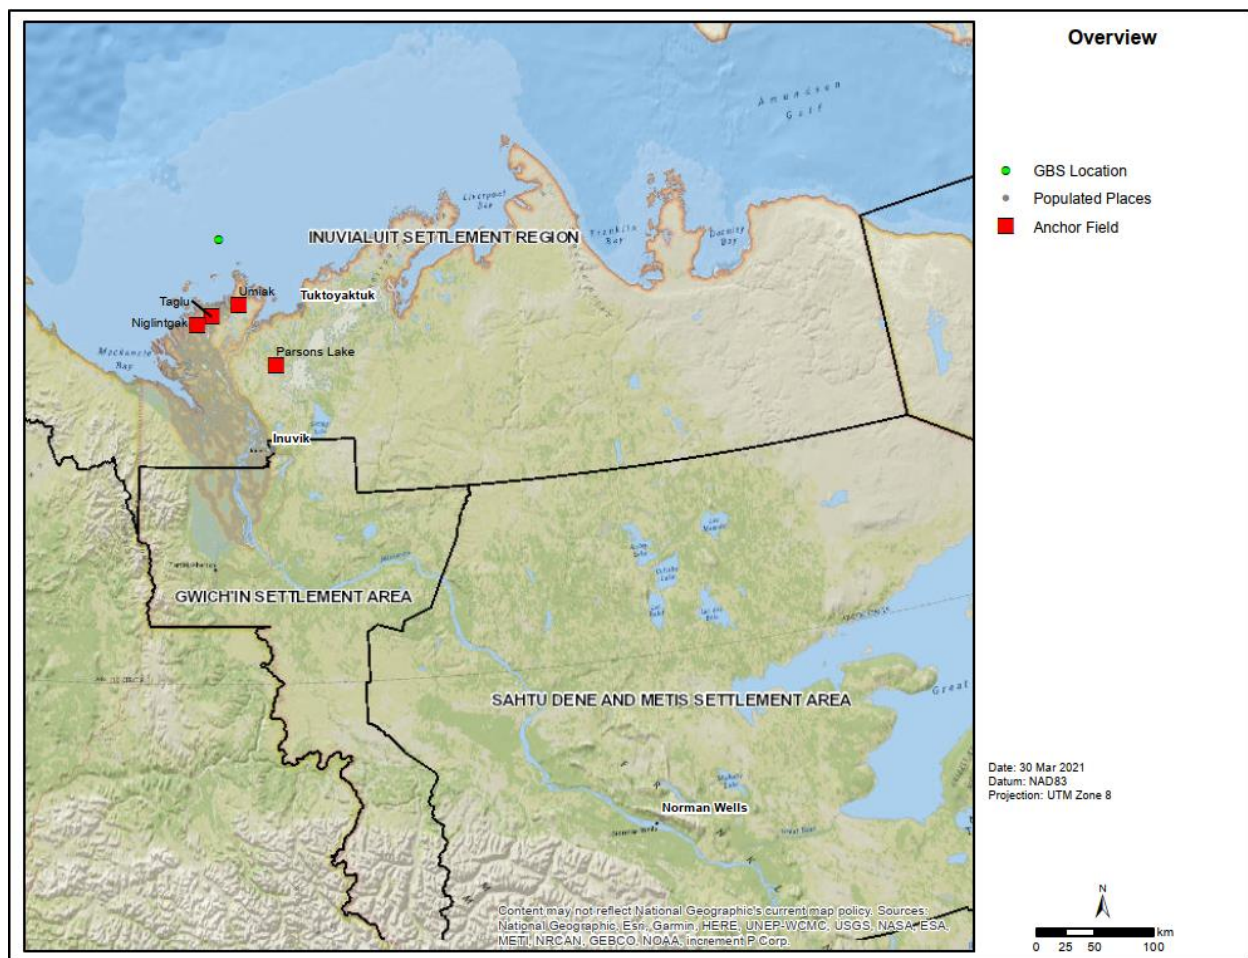 Overview
Amundsen
Gulf
GBS Location
Populated Places
Anchor Field
Liverpool
Bay
Franklin
Bay
Darnley
Bay
INUVIALUIT SETTLEMENT REGION
Umiak
Taglu
Tuktoyaktuk
Niglintgak
Mackenzie
Bay
Parsons Lake
Inuvik
GWICH'IN SETTLEMENT AREA
SAHTU DENE AND METIS SETTLEMENT AREA
Great
Date: 30 Mar 2021
Datum: NAD83
Projection: UTM Zone 8
Norman Wells
Norman Wells
Content may not reflect National Geographic's current map policy. Sources:
National Geographic, Esri, Garmin, HERE, UNEP-WCMC, USGS, NASA, ESA,
METI, NRCAN, GEBCO, NOAA, increment P Corp.
N
km
0 25 50 100